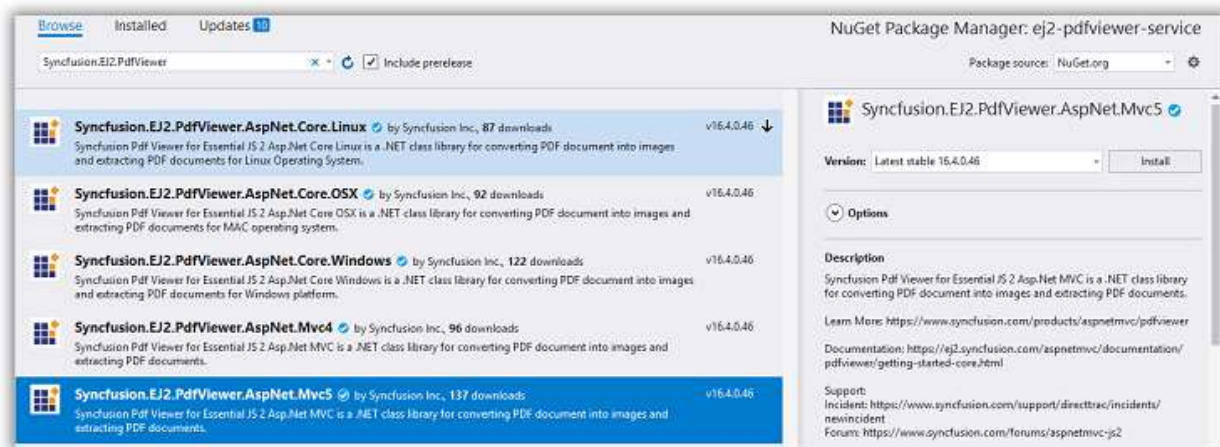 Browse Installed Updates 10
NuGet Package Manager: ej2-pdfviewer-service
Syncfusion.EJ2.PdfViewer
Include prerelease
Package source: NuGet.org
Syncfusion.EJ2.PdfViewer.AspNet.Core.Linux by Syncfusion Inc., 87 downloads v16.4.0.46
Syncfusion Pdf Viewer for Essential JS 2 Asp.Net Core Linux is a .NET class library for converting PDF document into images
and extracting PDF documents for Linux Operating System.
Syncfusion.EJ2.PdfViewer.AspNet.Core.OSX by Syncfusion Inc., 92 downloads v16.4.0.46
Syncfusion Pdf Viewer for Essential JS 2 Asp.Net Core OSX is a .NET class library for converting PDF document into images and
extracting PDF documents for MAC operating system.
Syncfusion.EJ2.PdfViewer.AspNet.Core.Windows by Syncfusion Inc., 122 downloads v16.4.0.46
Syncfusion Pdf Viewer for Essential JS 2 Asp.Net Core Windows is a .NET class library for converting PDF document into images
and extracting PDF documents for Windows platform.
Syncfusion.EJ2.PdfViewer.AspNet.Mvc4 by Syncfusion Inc., 96 downloads v16.4.0.46
Syncfusion Pdf Viewer for Essential JS 2 Asp.Net MVC is a .NET class library for converting PDF document into images and
extracting PDF documents.
Syncfusion.EJ2.PdfViewer.AspNet.Mvc5 by Syncfusion Inc., 137 downloads v16.4.0.46
Syncfusion Pdf Viewer for Essential JS 2 Asp.Net MVC is a .NET class library for converting PDF document into images and
extracting PDF documents.
Syncfusion.EJ2.PdfViewer.AspNet.Mvc5
Version: Latest stable 16.4.0.46 Install
Options
Description
Syncfusion Pdf Viewer for Essential JS 2 Asp.Net MVC is a .NET class library
for converting PDF document into images and extracting PDF documents.
Learn More: https://www.syncfusion.com/products/aspnetmvc/pdfviewer
Documentation: https://ej2.syncfusion.com/aspnetmvc/documentation/
pdfviewer/getting-started-core.html
Support:
Incident: https://www.syncfusion.com/support/directtrac/incidents/
newincident
Forum: https://www.syncfusion.com/forums/aspnetmvc-js2